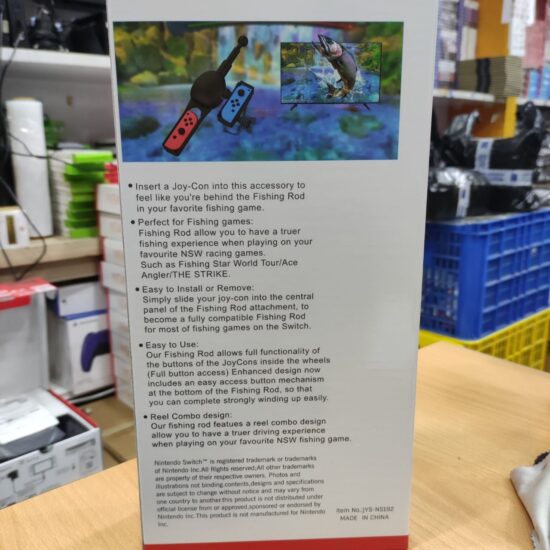 • Insert a Joy-Con into this accessory to
feel like you're behind the Fishing Rod
in your favorite fishing game.
• Perfect for Fishing games:
Fishing Rod allow you to have a truer
fishing experience when playing on your
favourite NSW racing games.
Such as Fishing Star World Tour/Ace
Angler/THE STRIKE.
• Easy to Install or Remove:
Simply slide your joy-con into the central
panel of the Fishing Rod attachment, to
become a fully compatible Fishing Rod
for most of fishing games on the Switch.
• Easy to Use:
Our Fishing Rod allows full functionality of
the buttons of the JoyCons inside the wheels
(Full button access) Enhanced design now
includes an easy access button mechanism
at the bottom of the Fishing Rod, so that
you can complete strongly winding up easily.
• Reel Combo design:
Our fishing rod featues a reel combo design
allow you to have a truer driving experience
when playing on your favourite NSW fishing game.
Nintendo Switch™ is registered trademark or trademarks
of Nintendo Inc.All Rights reserved;All other trademarks
are property of their respective owners. Photos and
illustrations not binding.contents,designs and specifications
are subject to change without notice and may vary from
one country to another.this product is not distributed under
official license from or approved,sponsored or endorsed by
Nintendo Inc.This product is not manufactured for Nintendo
Inc.
Item No.:JYS-NS192
MADE IN CHINA